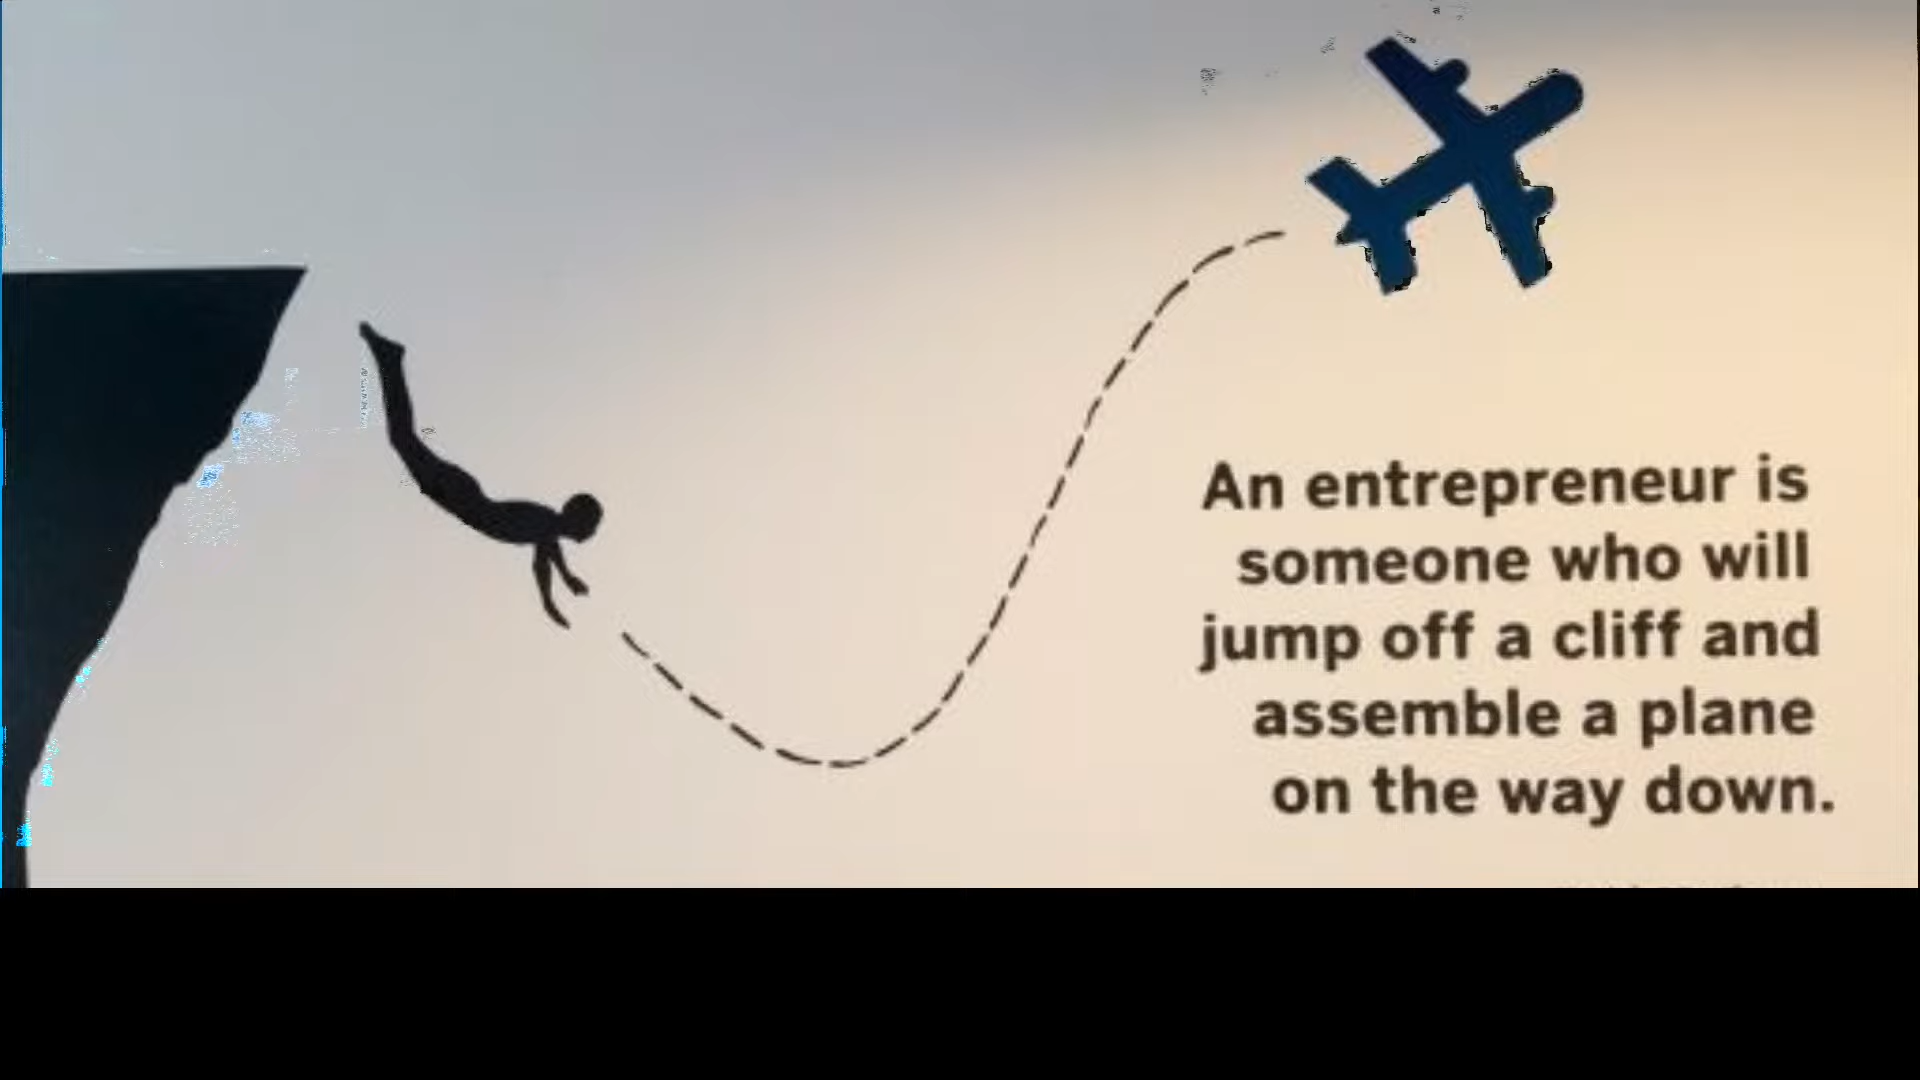 An entrepreneur is
someone who will
jump off a cliff and
assemble a plane
on the way down.